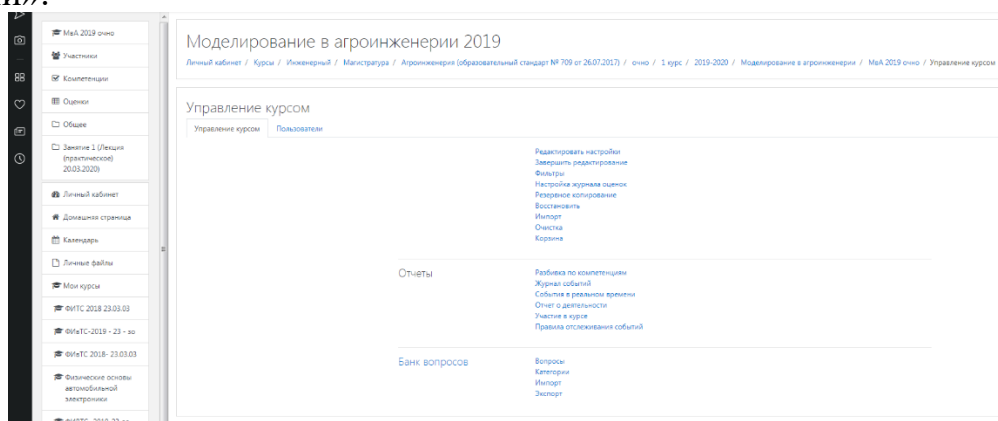 МвА 2019 очно
Участники
Компетенции
Оценки
Общее
Занятие 1 (Лекция
(практическое)
20.03.2020)
Личный кабинет
Домашняя страница
Календарь
Личные файлы
Мои курсы
ФИТС 2018 23.03.03
ФИвТС-2019 - 23 - зо
ФИвТС 2018- 23.03.03
Физические основы
автомобильной
электроники
Моделирование в агроинженерии 2019
Личный кабинет / Курсы / Инженерный / Магистратура / Агроинженерия (образовательный стандарт № 709 от 26.07.2017) / очно / 1 курс / 2019-2020 / Моделирование в агроинженерии / МвА 2019 очно / Управление курсом
Управление курсом
Управление курсом Пользователи
Редактировать настройки
Завершить редактирование
Фильтры
Настройка журнала оценок
Резервное копирование
Восстановить
Импорт
Очистка
Корзина
Отчеты
Разбивка по компетенциям
Журнал событий
События в реальном времени
Отчет о деятельности
Участие в курсе
Правила отслеживания событий
Банк вопросов
Вопросы
Категории
Импорт
Экспорт